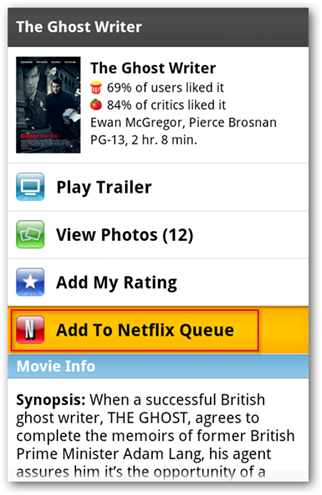 The Ghost Writer
The Ghost Writer
69% of users liked it
84% of critics liked it
Ewan McGregor, Pierce Brosnan
PG-13, 2 hr. 8 min.
Play Trailer
View Photos (12)
Add My Rating
N Add To Netflix Queue
Movie Info
Synopsis: When a successful British
ghost writer, THE GHOST, agrees to
complete the memoirs of former British
Prime Minister Adam Lang, his agent
assures him it's the opportunity of a